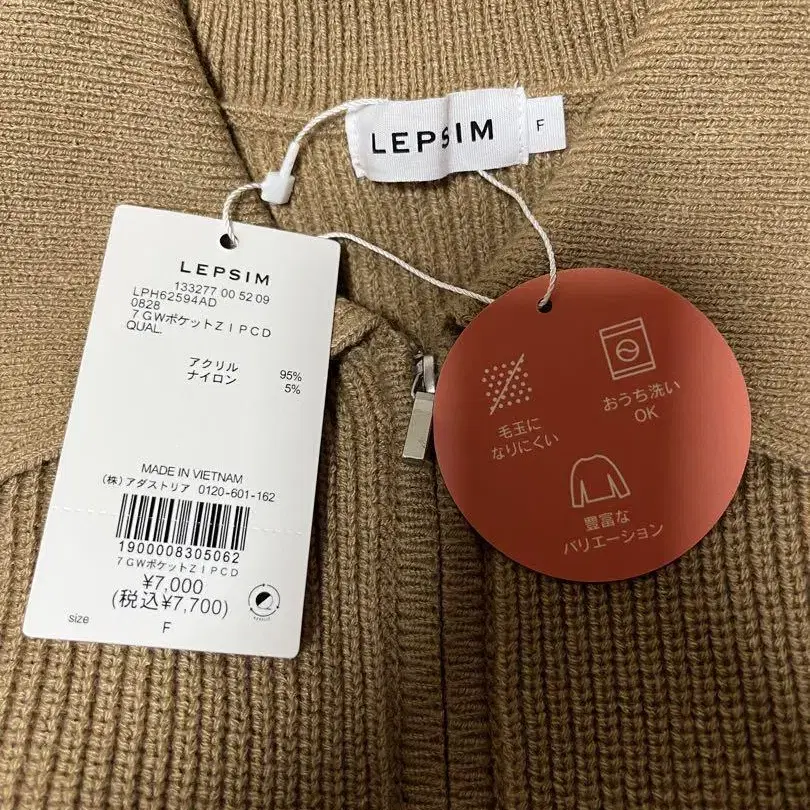 LEPSIM
F
LEPSIM
133277 00 52 09
LPH62594AD
0828
7GWポケットZIPCD
QUAL.
アクリル 95%
ナイロン 5%
MADE IN VIETNAM
(株)アダストリア 0120-601-162
1900008305062
7GWポケットZIPCD
¥7,000
(税込¥7,700)
size
F
毛玉に
なりにくい
おうち洗い
OK
豊富な
バリエーション